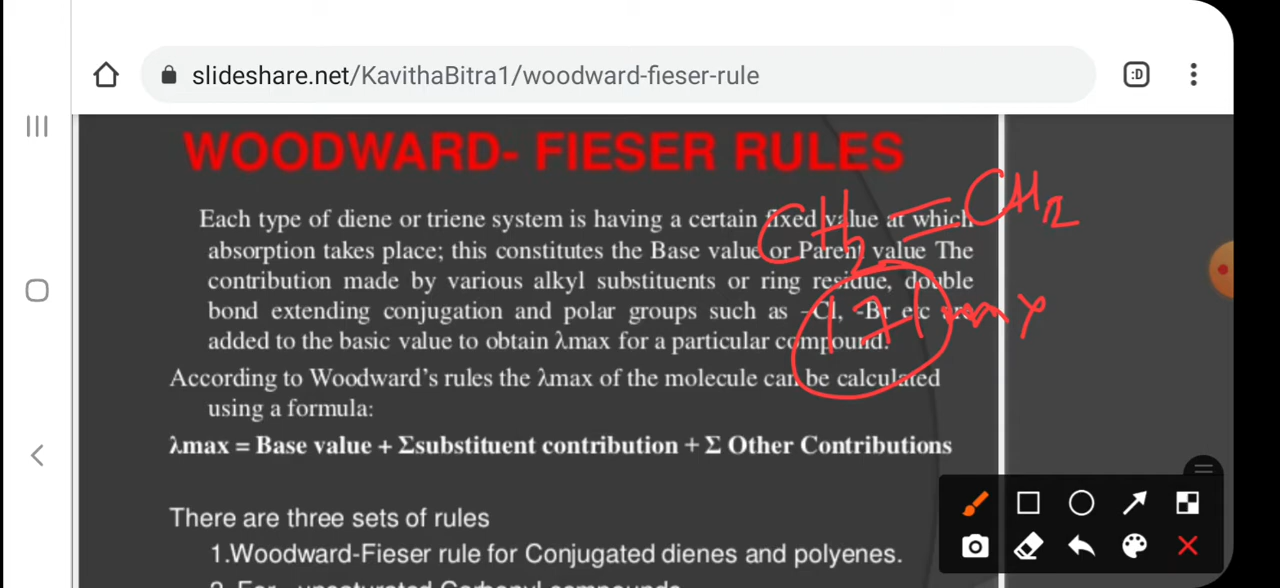 slideshare.net/KavithaBitra1/woodward-fieser-rule
:D
WOODWARD- FIESER RULES
Each type of diene or triene system is having a certain fixed value at which
absorption takes place; this constitutes the Base value or Parent value The
contribution made by various alkyl substituents or ring residue, double
bond extending conjugation and polar groups such as -Cl, -Br etc are
added to the basic value to obtain λmax for a particular compound.
CH2=CH2
171
According to Woodward's rules the λmax of the molecule can be calculated
using a formula:
λmax = Base value + Σsubstituent contribution + Σ Other Contributions
There are three sets of rules
1.Woodward-Fieser rule for Conjugated dienes and polyenes.